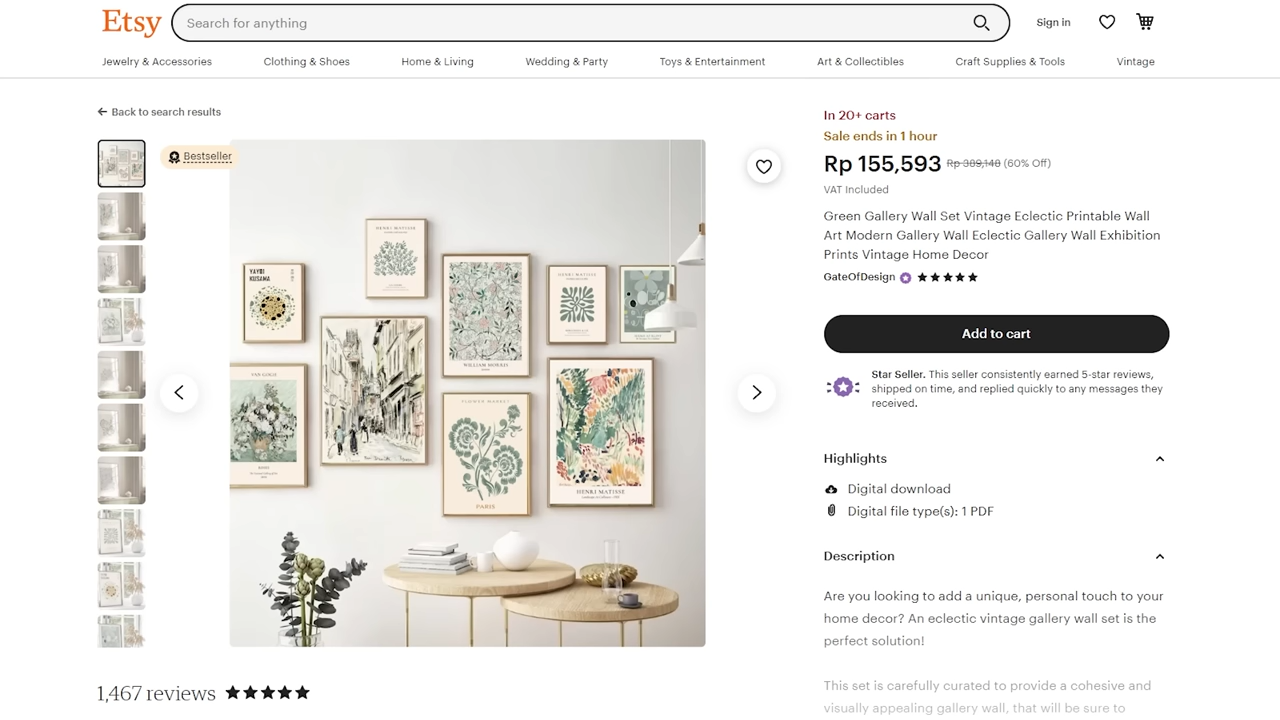 Etsy
Search for anything
Sign in
Jewelry & Accessories
Clothing & Shoes
Home & Living
Wedding & Party
Toys & Entertainment
Art & Collectibles
Craft Supplies & Tools
Vintage
Back to search results
Bestseller
HENRI MATISSE
YAYOI
KUSAMA
HENRI MATISSE
WILLIAM MORRIS
VAN GOGH
FLOWER MARKET
PARIS
HENRI MATISSE
1,467 reviews
In 20+ carts
Sale ends in 1 hour
Rp 155,593 Rp 389,148 (60% Off)
VAT Included
Green Gallery Wall Set Vintage Eclectic Printable Wall
Art Modern Gallery Wall Eclectic Gallery Wall Exhibition
Prints Vintage Home Decor
GateOfDesign
Add to cart
Star Seller. This seller consistently earned 5-star reviews,
shipped on time, and replied quickly to any messages they
received.
Highlights
Digital download
Digital file type(s): 1 PDF
Description
Are you looking to add a unique, personal touch to your
home decor? An eclectic vintage gallery wall set is the
perfect solution!
This set is carefully curated to provide a cohesive and
visually appealing gallery wall, that will be sure to